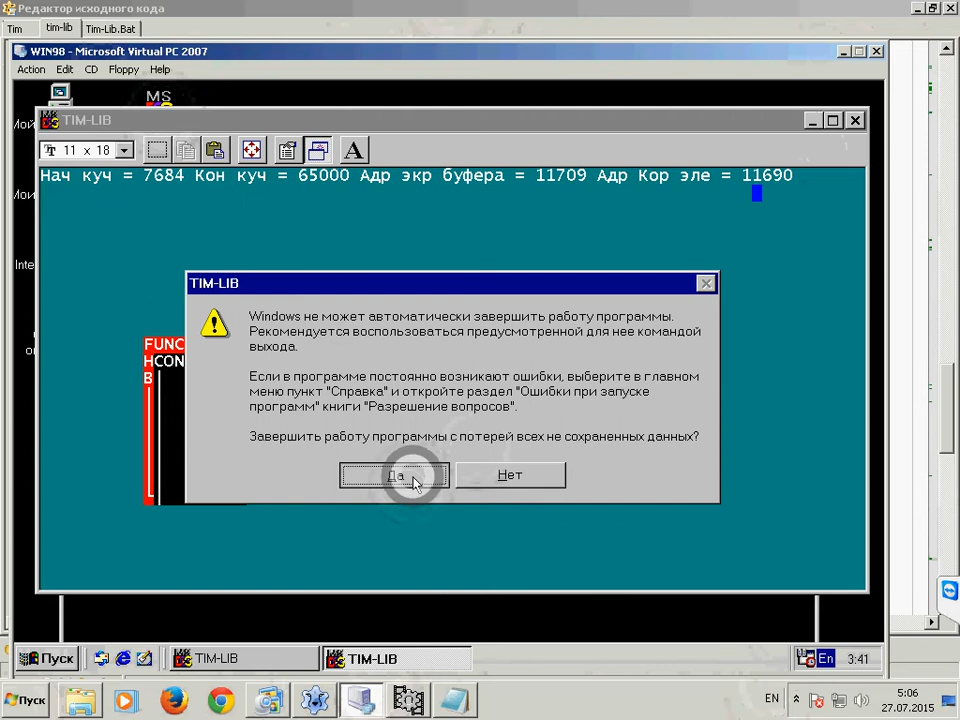 Редактор исходного кода
Tim tim-lib Tim-Lib.Bat
WIN98 - Microsoft Virtual PC 2007
Action Edit CD Floppy Help
MS
TIM-LIB
11 x 18
Нач куч = 7684 Кон куч = 65000 Адр экр буфера = 11709 Адр Кор эле = 11690
TIM-LIB
Windows не может автоматически завершить работу программы.
Рекомендуется воспользоваться предусмотренной для нее командой
выхода.
Если в программе постоянно возникают ошибки, выберите в главном
меню пункт "Справка" и откройте раздел "Ошибки при запуске
программ" книги "Разрешение вопросов".
Завершить работу программы с потерей всех не сохраненных данных?
Да Нет
FUNC
HCON
B
Пуск TIM-LIB TIM-LIB En 3:41
Пуск EN 5:06
27.07.2015